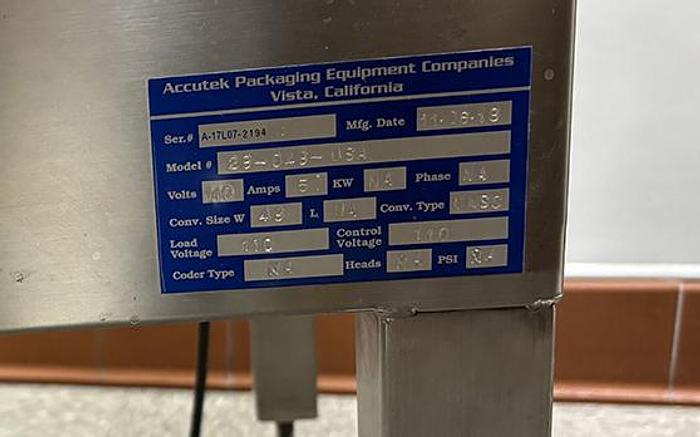 Accutek Packaging Equipment Companies
Vista, California
Ser.# A-17L07-2194 Mfg. Date
Model #
Volts Amps KW NA Phase NA
Conv. Size W 48 L NA Conv. Type
Load Voltage 110 Control Voltage 110
Coder Type NA Heads NA PSI NA